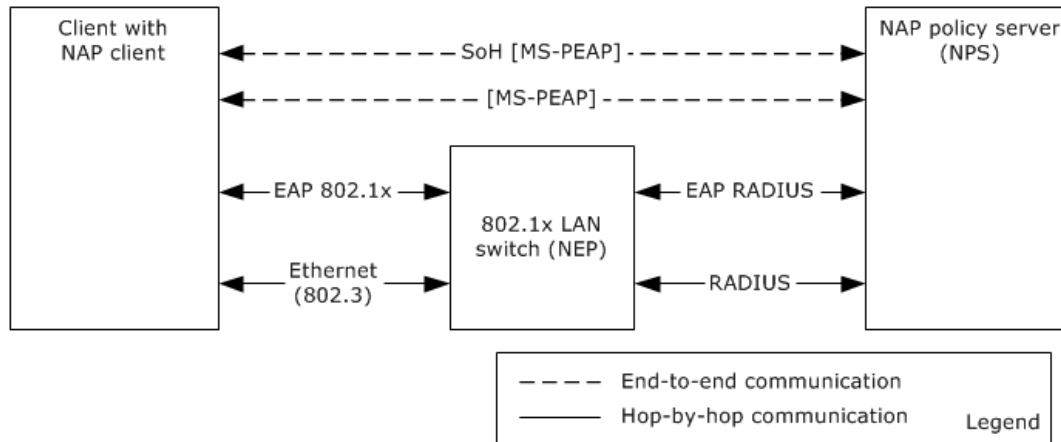 Client with
NAP client
SoH [MS-PEAP]
NAP policy server
(NPS)
[MS-PEAP]
EAP 802.1x
802.1x LAN
switch (NEP)
EAP RADIUS
Ethernet
(802.3)
RADIUS
End-to-end communication
Hop-by-hop communication
Legend